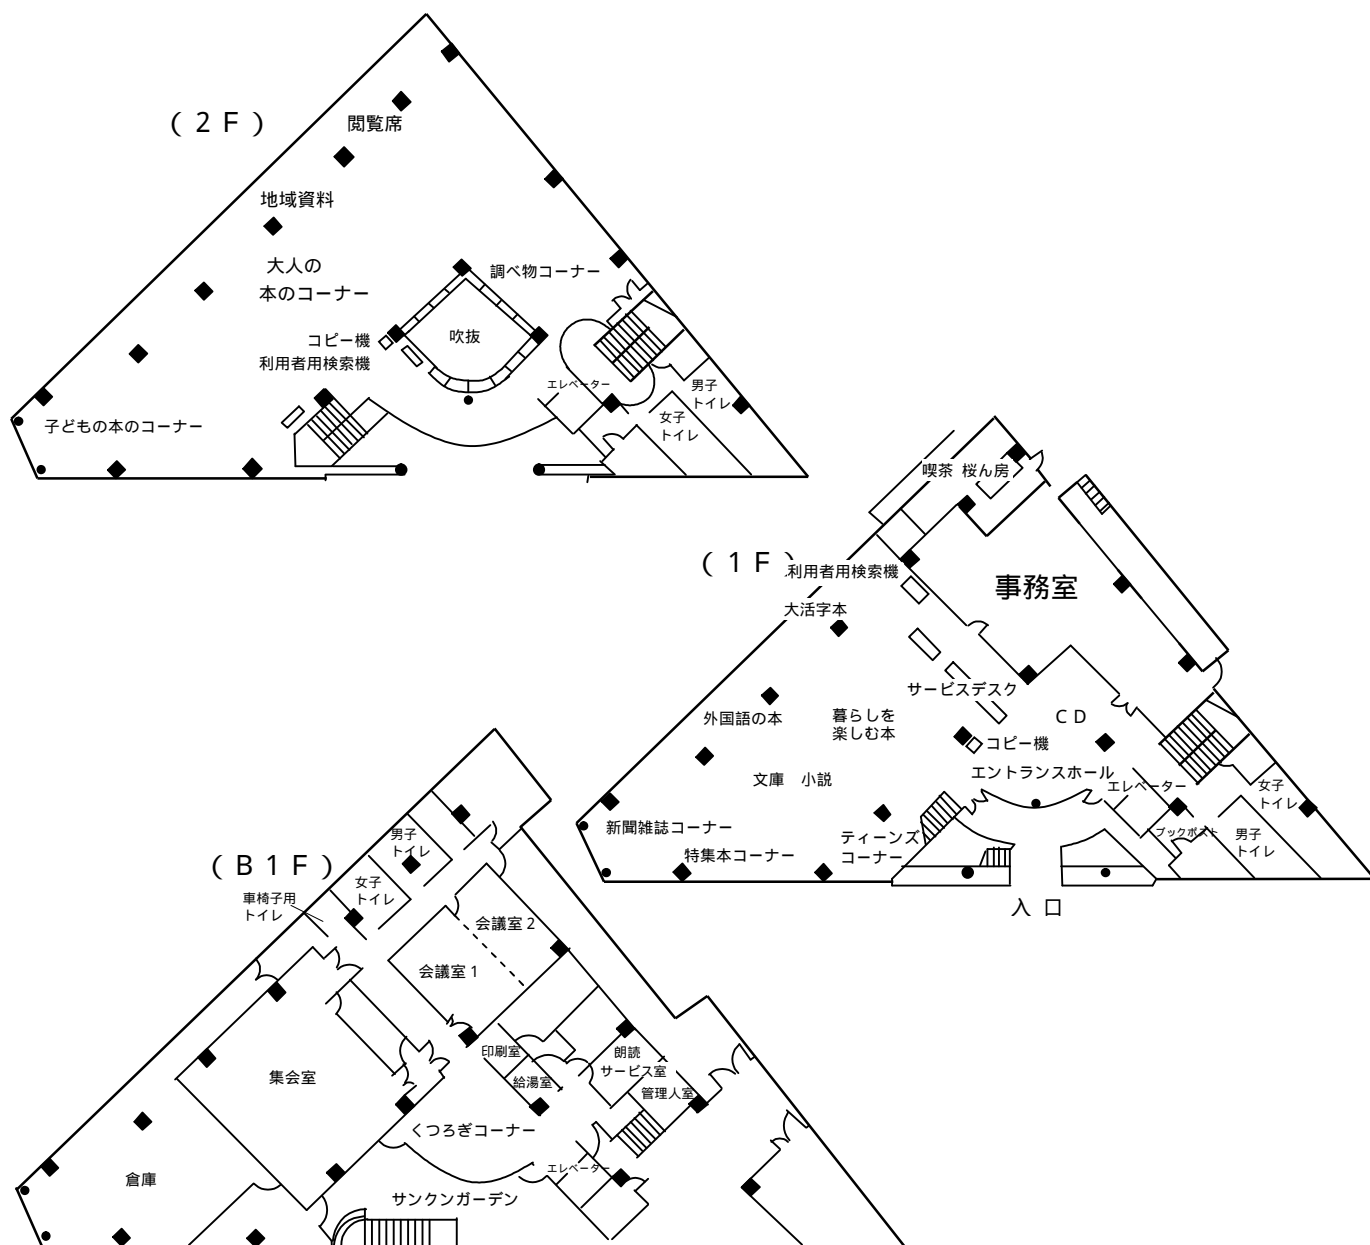 （２Ｆ）
閲覧席
地域資料
大人の
本のコーナー
調べ物コーナー
コピー機
利用者用検索機
吹抜
エレベーター
男子
トイレ
女子
トイレ
子どもの本のコーナー
（１Ｆ）
喫茶 桜ん房
利用者用検索機
事務室
大活字本
サービスデスク
外国語の本
暮らしを
楽しむ本
ＣＤ
コピー機
文庫　小説
エントランスホール
エレベーター
女子
トイレ
新聞雑誌コーナー
ティーンズ
コーナー
ブックポスト
男子
トイレ
特集本コーナー
入 口
（Ｂ１Ｆ）
男子
トイレ
女子
トイレ
車椅子用
トイレ
会議室２
会議室１
印刷室
朗読
サービス室
集会室
給湯室
管理人室
くつろぎコーナー
エレベーター
倉庫
サンクンガーデン